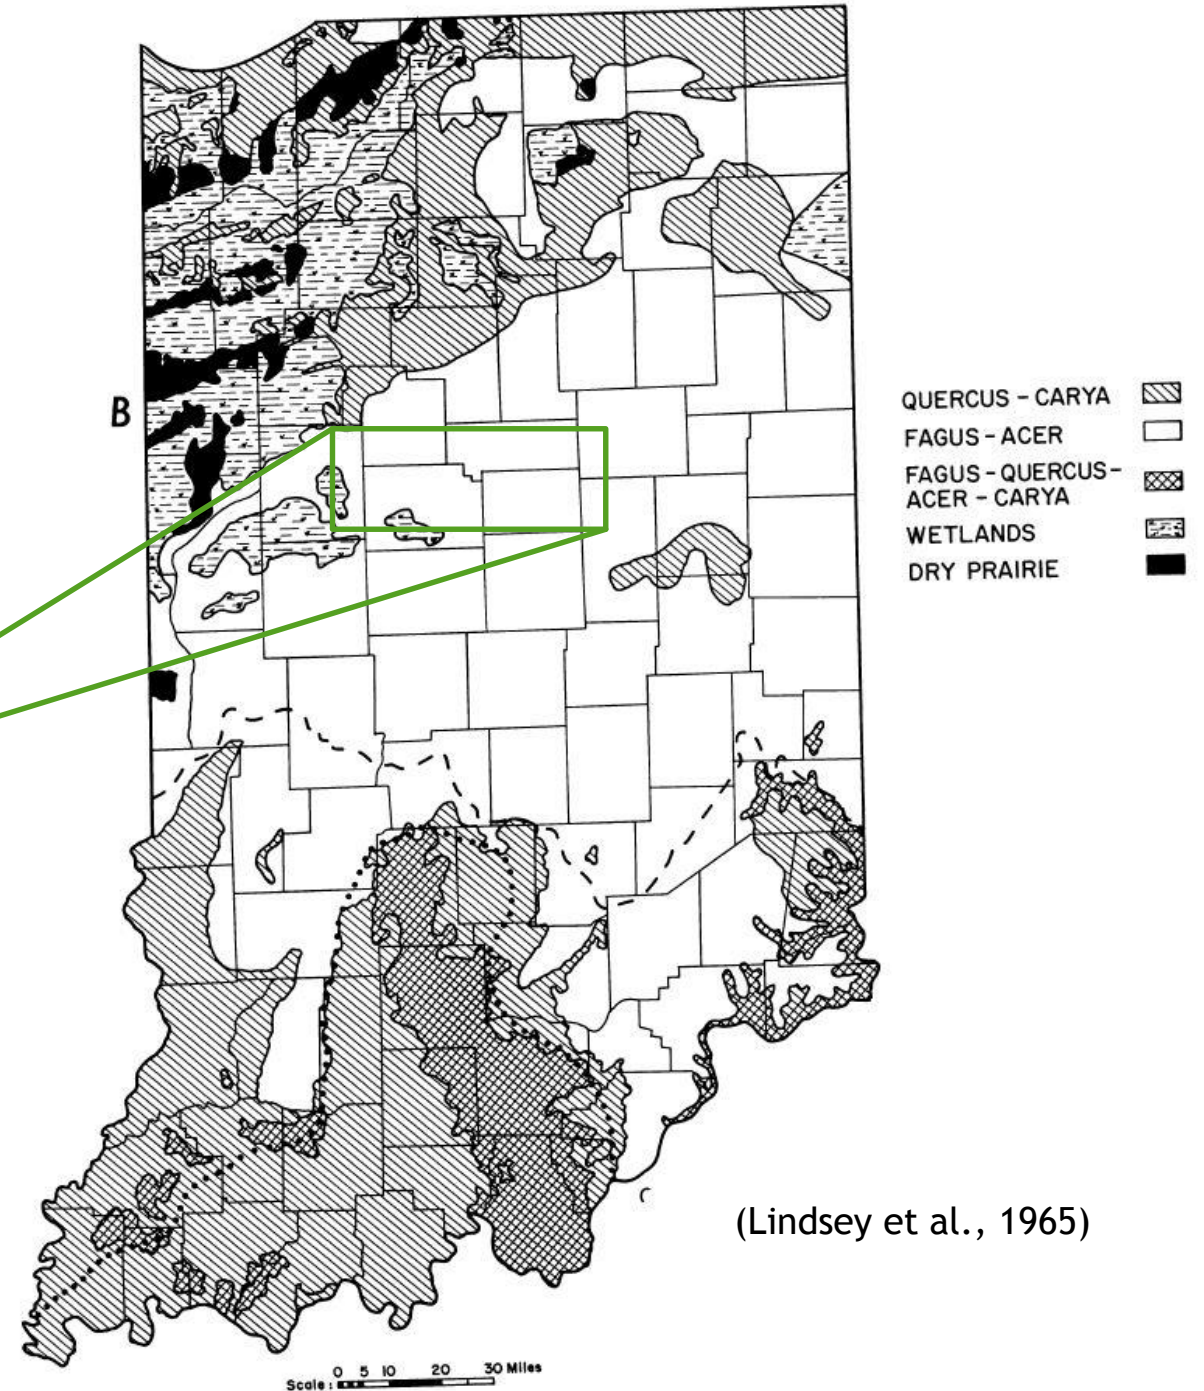 B
QUERCUS - CARYA
FAGUS - ACER
FAGUS - QUERCUS -
ACER - CARYA
WETLANDS
DRY PRAIRIE
(Lindsey et al., 1965)
0 5 10 20 30 Miles
Scale: